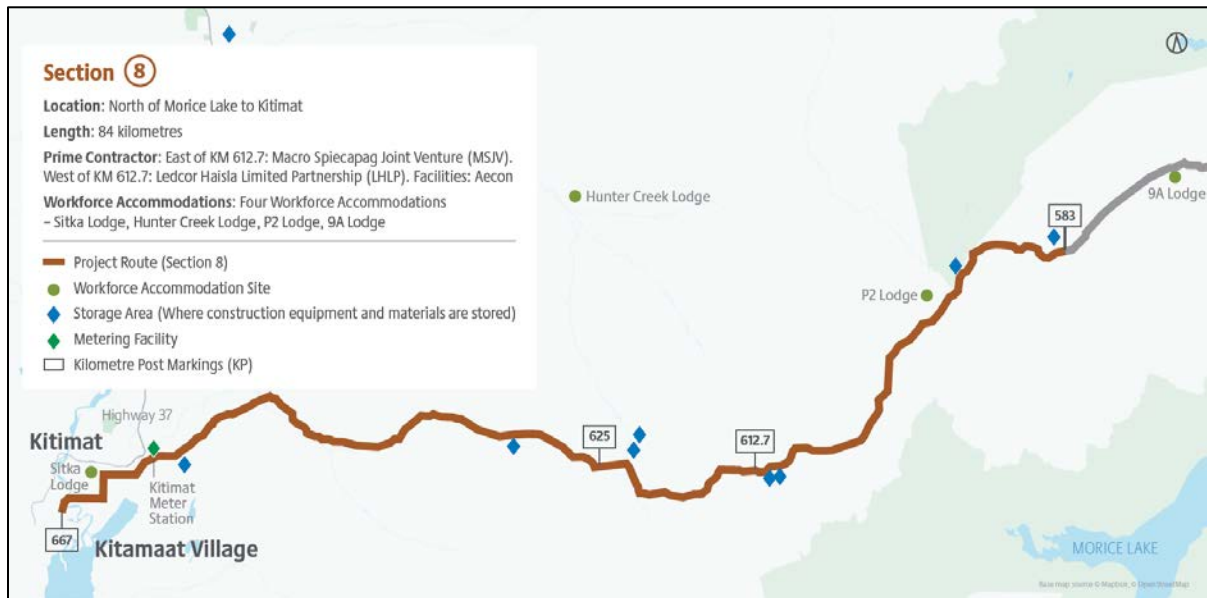 Section 8
Location: North of Morice Lake to Kitimat
Length: 84 kilometres
Prime Contractor: East of KM 612.7: Macro Spiecapag Joint Venture (MSJV).
West of KM 612.7: Ledcor Haisla Limited Partnership (LHLP). Facilities: Aecon
Workforce Accommodations: Four Workforce Accommodations
– Sitka Lodge, Hunter Creek Lodge, P2 Lodge, 9A Lodge
Project Route (Section 8)
Workforce Accommodation Site
Storage Area (Where construction equipment and materials are stored)
Metering Facility
Kilometre Post Markings (KP)
Hunter Creek Lodge
9A Lodge
583
P2 Lodge
Highway 37
Kitimat
Sitka
Lodge
Kitimat
Meter
Station
625
612.7
667
Kitamaat Village
MORICE LAKE
Base map source © Mapbox, © OpenStreetMap